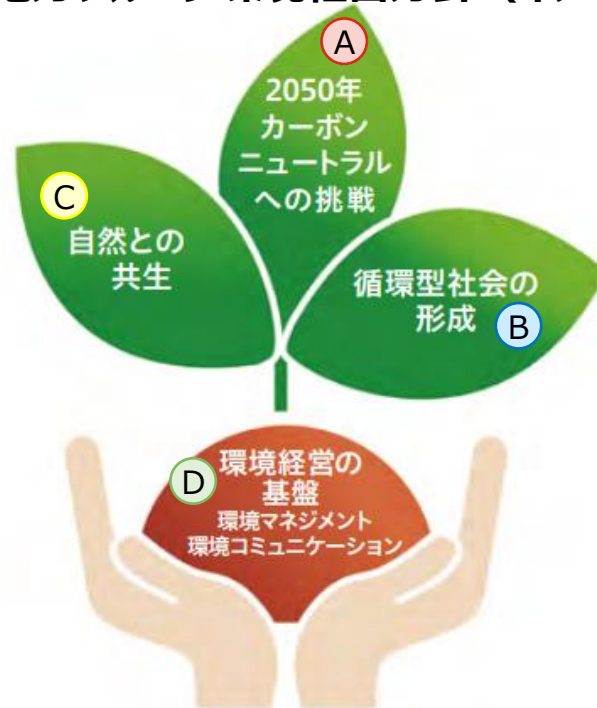 A
2050年
カーボン
ニュートラル
への挑戦
C
自然との
共生
循環型社会の
形成
B
D
環境経営の
基盤
環境マネジメント
環境コミュニケーション